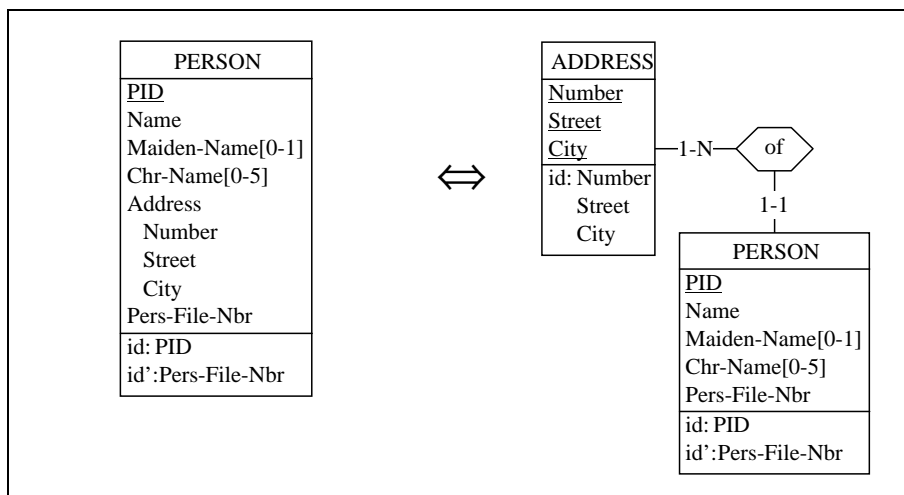 PERSON
PID
Name
Maiden-Name[0-1]
Chr-Name[0-5]
Address
Number
Street
City
Pers-File-Nbr
id: PID
id’:Pers-File-Nbr
⇔
ADDRESS
Number
Street
City
id: Number
Street
City
1-N
of
1-1
PERSON
PID
Name
Maiden-Name[0-1]
Chr-Name[0-5]
Pers-File-Nbr
id: PID
id’:Pers-File-Nbr